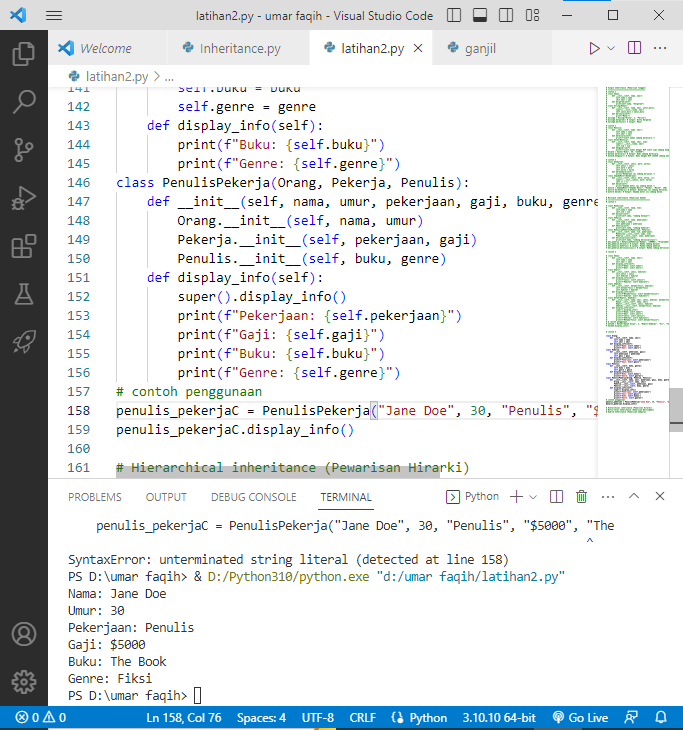 latihan2.py - umar faqih - Visual Studio Code
Welcome
Inheritance.py
latihan2.py
ganjil
latihan2.py > ...
141 self.buku = buku
142 self.genre = genre
143 def display_info(self):
144 print(f"Buku: {self.buku}")
145 print(f"Genre: {self.genre}")
146 class PenulisPekerja(Orang, Pekerja, Penulis):
147 def __init__(self, nama, umur, pekerjaan, gaji, buku, genre
148 Orang.__init__(self, nama, umur)
149 Pekerja.__init__(self, pekerjaan, gaji)
150 Penulis.__init__(self, buku, genre)
151 def display_info(self):
152 super().display_info()
153 print(f"Pekerjaan: {self.pekerjaan}")
154 print(f"Gaji: {self.gaji}")
155 print(f"Buku: {self.buku}")
156 print(f"Genre: {self.genre}")
157 # contoh penggunaan
158 penulis_pekerjaC = PenulisPekerja("Jane Doe", 30, "Penulis", "$
159 penulis_pekerjaC.display_info()
160
161 # Hierarchical inheritance (Pewarisan Hirarki)
PROBLEMS OUTPUT DEBUG CONSOLE TERMINAL Python
penulis_pekerjaC = PenulisPekerja("Jane Doe", 30, "Penulis", "$5000", "The
^
SyntaxError: unterminated string literal (detected at line 158)
PS D:\umar faqih> & D:/Python310/python.exe "d:/umar faqih/latihan2.py"
Nama: Jane Doe
Umur: 30
Pekerjaan: Penulis
Gaji: $5000
Buku: The Book
Genre: Fiksi
PS D:\umar faqih>
0 0 Ln 158, Col 76 Spaces: 4 UTF-8 CRLF Python 3.10.10 64-bit Go Live